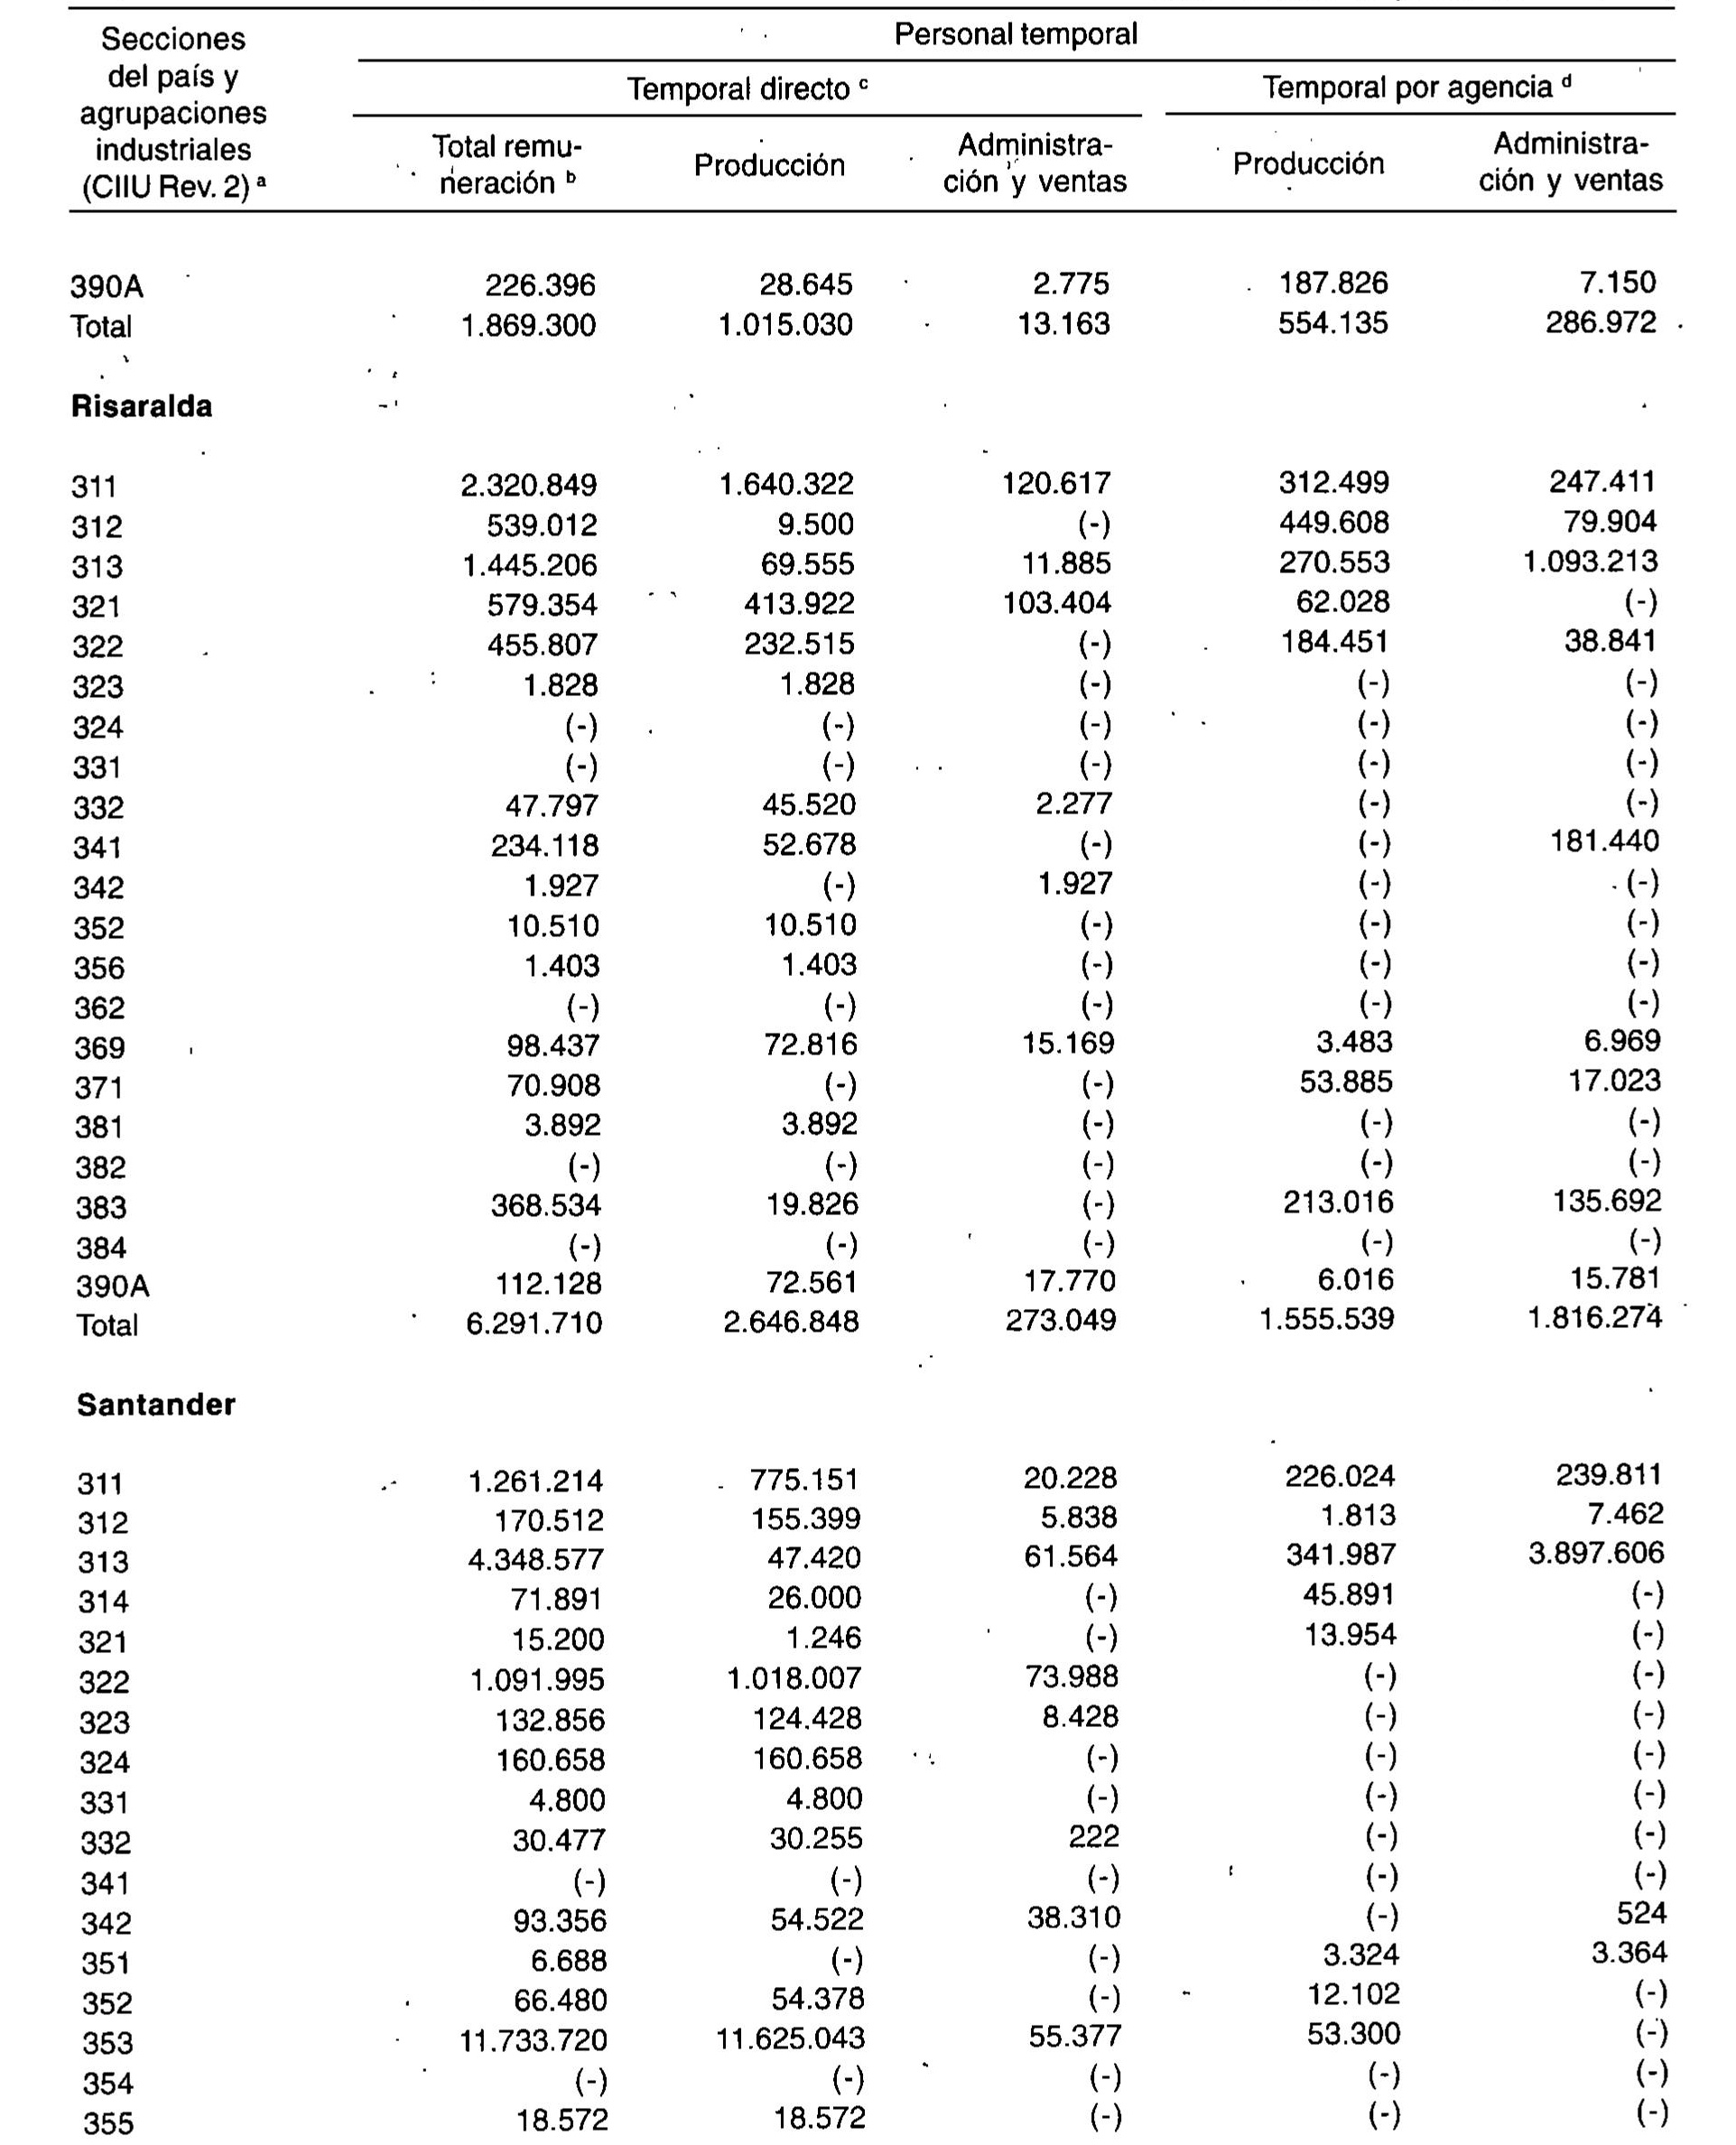 Secciones
del país y
agrupaciones
industriales
(CIIU Rev. 2) a
Personal temporal
Temporal directo c
Temporal por agencia d
Total remu-
neración b
Producción
Administra-
ción y ventas
Producción
Administra-
ción y ventas
390A 226.396 28.645 2.775 187.826 7.150
Total 1.869.300 1.015.030 13.163 554.135 286.972
Risaralda
311 2.320.849 1.640.322 120.617 312.499 247.411
312 539.012 9.500 (-) 449.608 79.904
313 1.445.206 69.555 11.885 270.553 1.093.213
321 579.354 413.922 103.404 62.028 (-)
322 455.807 232.515 (-) 184.451 38.841
323 1.828 1.828 (-) (-) (-)
324 (-) (-) (-) (-) (-)
331 (-) (-) (-) (-) (-)
332 47.797 45.520 2.277 (-) (-)
341 234.118 52.678 (-) (-) 181.440
342 1.927 (-) 1.927 (-) (-)
352 10.510 10.510 (-) (-) (-)
356 1.403 1.403 (-) (-) (-)
362 (-) (-) (-) (-) (-)
369 98.437 72.816 15.169 3.483 6.969
371 70.908 (-) (-) 53.885 17.023
381 3.892 3.892 (-) (-) (-)
382 (-) (-) (-) (-) (-)
383 368.534 19.826 (-) 213.016 135.692
384 (-) (-) (-) (-) (-)
390A 112.128 72.561 17.770 6.016 15.781
Total 6.291.710 2.646.848 273.049 1.555.539 1.816.274
Santander
311 1.261.214 775.151 20.228 226.024 239.811
312 170.512 155.399 5.838 1.813 7.462
313 4.348.577 47.420 61.564 341.987 3.897.606
314 71.891 26.000 (-) 45.891 (-)
321 15.200 1.246 (-) 13.954 (-)
322 1.091.995 1.018.007 73.988 (-) (-)
323 132.856 124.428 8.428 (-) (-)
324 160.658 160.658 (-) (-) (-)
331 4.800 4.800 (-) (-) (-)
332 30.477 30.255 222 (-) (-)
341 (-) (-) (-) (-) (-)
342 93.356 54.522 38.310 (-) 524
351 6.688 (-) (-) 3.324 3.364
352 66.480 54.378 (-) 12.102 (-)
353 11.733.720 11.625.043 55.377 53.300 (-)
354 (-) (-) (-) (-) (-)
355 18.572 18.572 (-) (-) (-)